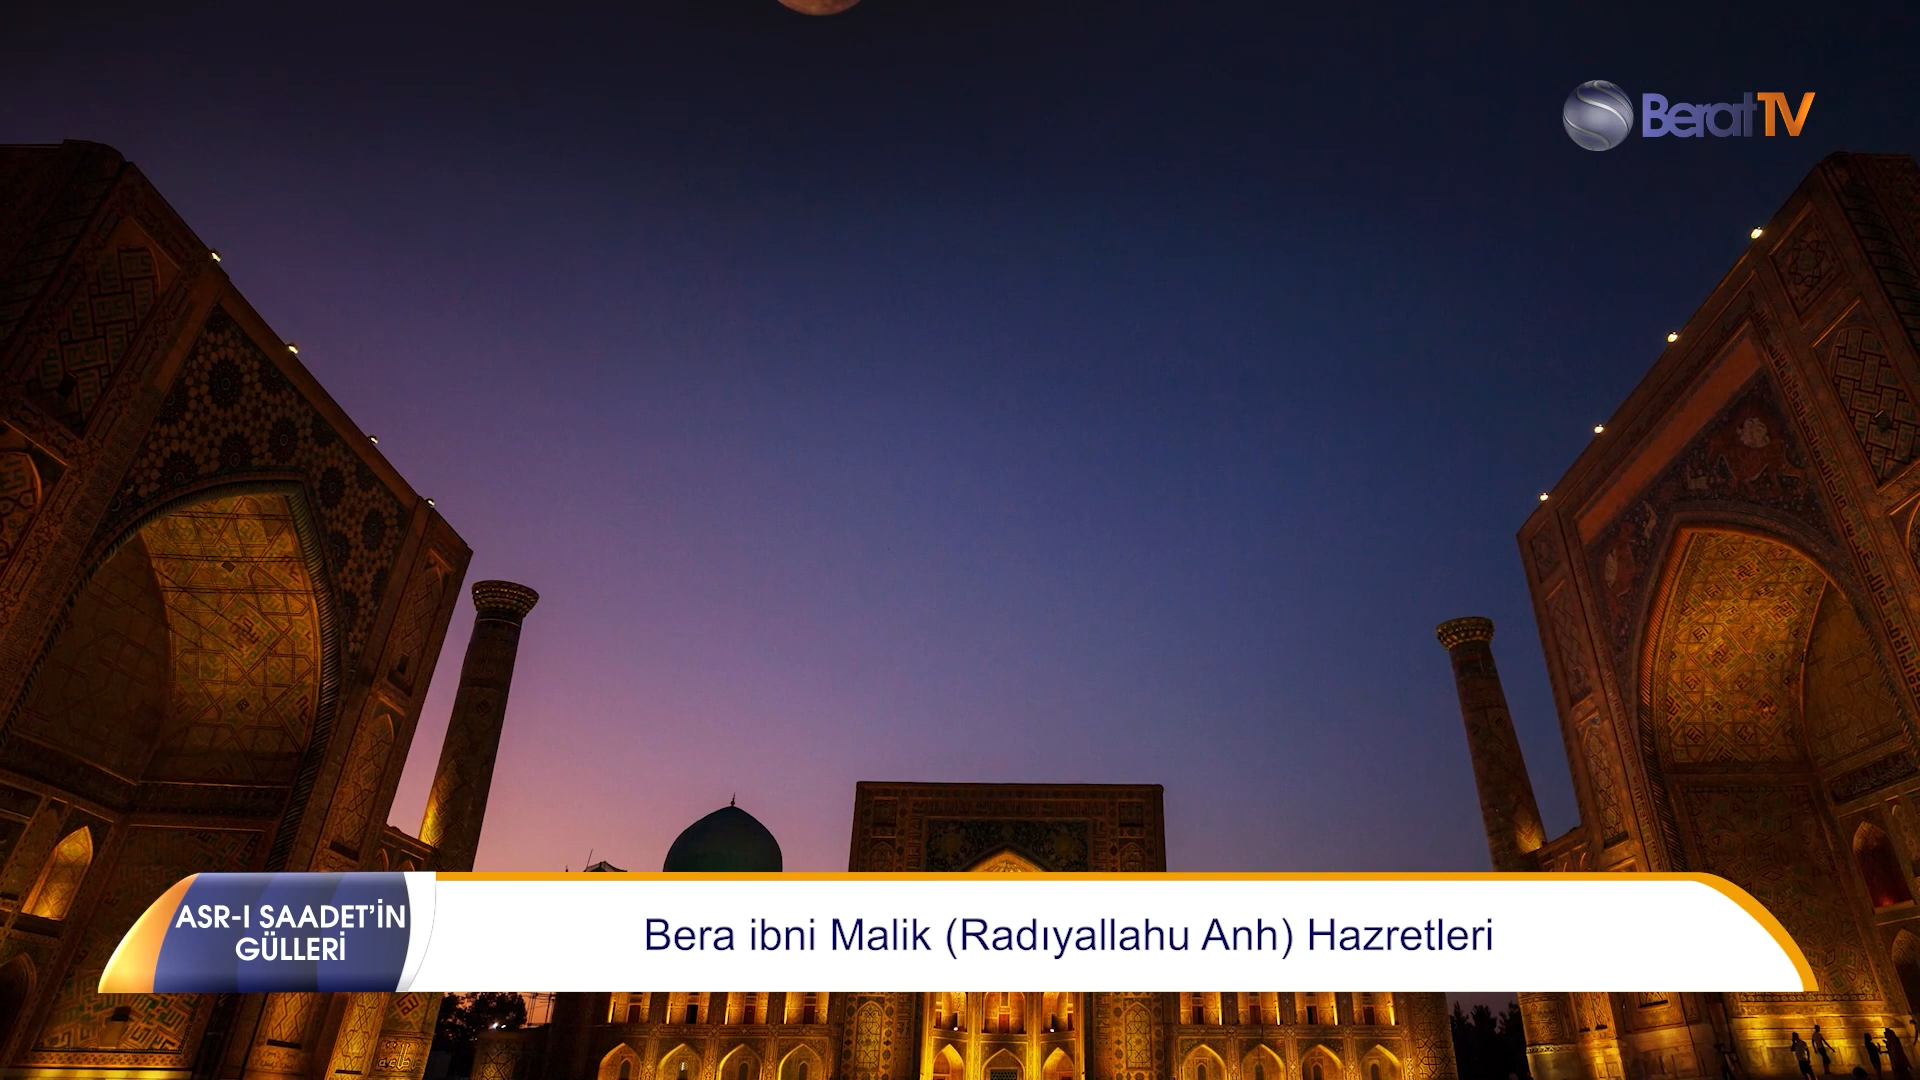 BeratTV
ASR-I SAADET'İN
GÜLLERİ
Bera ibni Malik (Radıyallahu Anh) Hazretleri